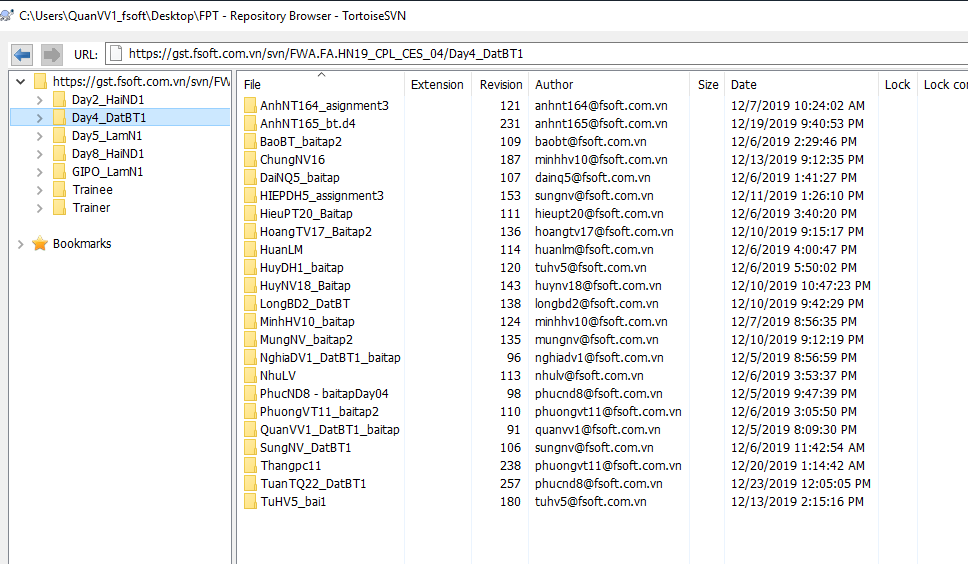 C:\Users\QuanVV1_fsoft\Desktop\FPT - Repository Browser - TortoiseSVN
URL: https://gst.fsoft.com.vn/svn/FWA.FA.HN19_CPL_CES_04/Day4_DatBT1
https://gst.fsoft.com.vn/svn/FW
Day2_HaiND1
Day4_DatBT1
Day5_LamN1
Day8_HaiND1
GIPO_LamN1
Trainee
Trainer
Bookmarks
File Extension Revision Author Size Date Lock Lock co
AnhNT164_asignment3 121 anhnt164@fsoft.com.vn 12/7/2019 10:24:02 AM
AnhNT165_bt.d4 231 anhnt165@fsoft.com.vn 12/19/2019 9:40:53 PM
BaoBT_baitap2 109 baobt@fsoft.com.vn 12/6/2019 2:29:46 PM
ChungNV16 187 minhhv10@fsoft.com.vn 12/13/2019 9:12:35 PM
DaiNQ5_baitap 107 dainq5@fsoft.com.vn 12/6/2019 1:41:27 PM
HIEPDH5_assignment3 153 sungnv@fsoft.com.vn 12/11/2019 1:26:10 PM
HieuPT20_Baitap 111 hieupt20@fsoft.com.vn 12/6/2019 3:40:20 PM
HoangTV17_Baitap2 136 hoangtv17@fsoft.com.vn 12/10/2019 9:15:17 PM
HuanLM 114 huanlm@fsoft.com.vn 12/6/2019 4:00:47 PM
HuyDH1_baitap 120 tuhv5@fsoft.com.vn 12/6/2019 5:50:02 PM
HuyNV18_Baitap 143 huynv18@fsoft.com.vn 12/10/2019 10:47:23 PM
LongBD2_DatBT 138 longbd2@fsoft.com.vn 12/10/2019 9:42:29 PM
MinhHV10_baitap 124 minhhv10@fsoft.com.vn 12/7/2019 8:56:35 PM
MungNV_baitap2 135 mungnv@fsoft.com.vn 12/10/2019 9:12:19 PM
NghiaDV1_DatBT1_baitap 96 nghiadv1@fsoft.com.vn 12/5/2019 8:56:59 PM
NhuLV 113 nhulv@fsoft.com.vn 12/6/2019 3:53:37 PM
PhucND8 - baitapDay04 98 phucnd8@fsoft.com.vn 12/5/2019 9:47:39 PM
PhuongVT11_baitap2 110 phuongvt11@fsoft.com.vn 12/6/2019 3:05:50 PM
QuanVV1_DatBT1_baitap 91 quanvv1@fsoft.com.vn 12/5/2019 8:09:30 PM
SungNV_DatBT1 106 sungnv@fsoft.com.vn 12/6/2019 11:42:54 AM
Thangpc11 238 phuongvt11@fsoft.com.vn 12/20/2019 1:14:42 AM
TuanTQ22_DatBT1 257 phucnd8@fsoft.com.vn 12/23/2019 12:05:05 PM
TuHV5_bai1 180 tuhv5@fsoft.com.vn 12/13/2019 2:15:16 PM